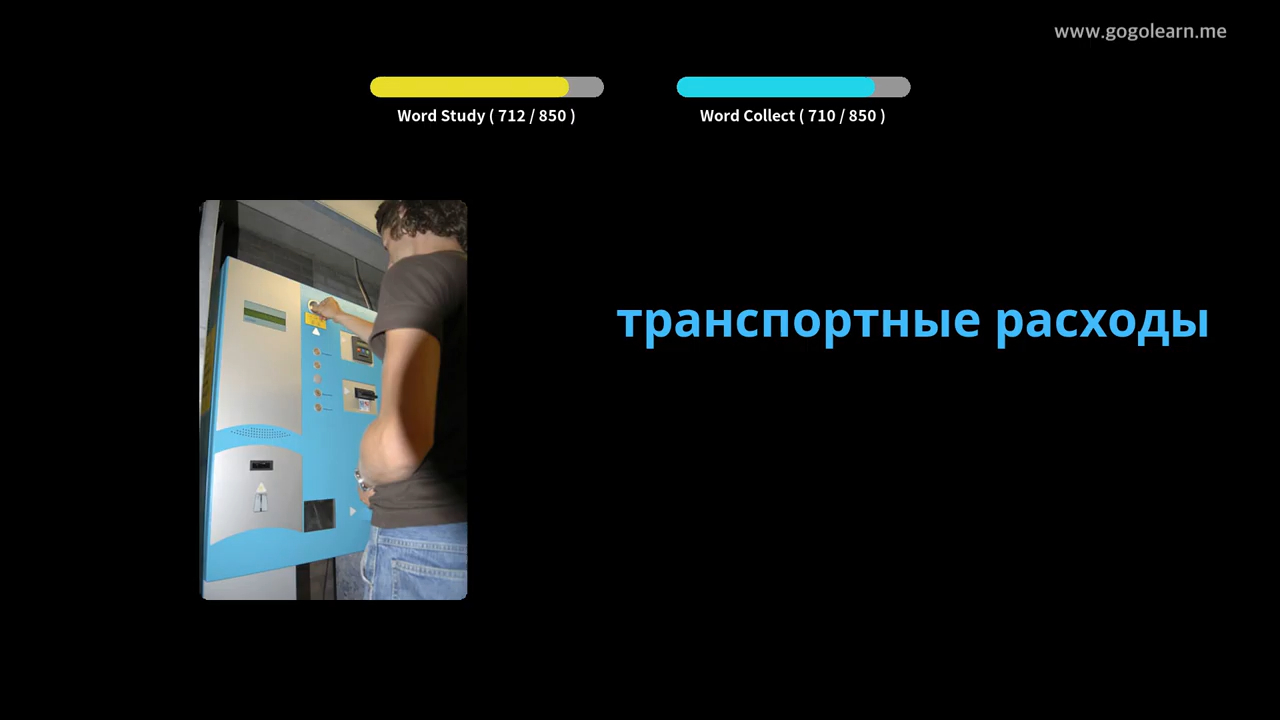 www.gogolearn.me
Word Study ( 712 / 850 )
Word Collect ( 710 / 850 )
транспортные расходы